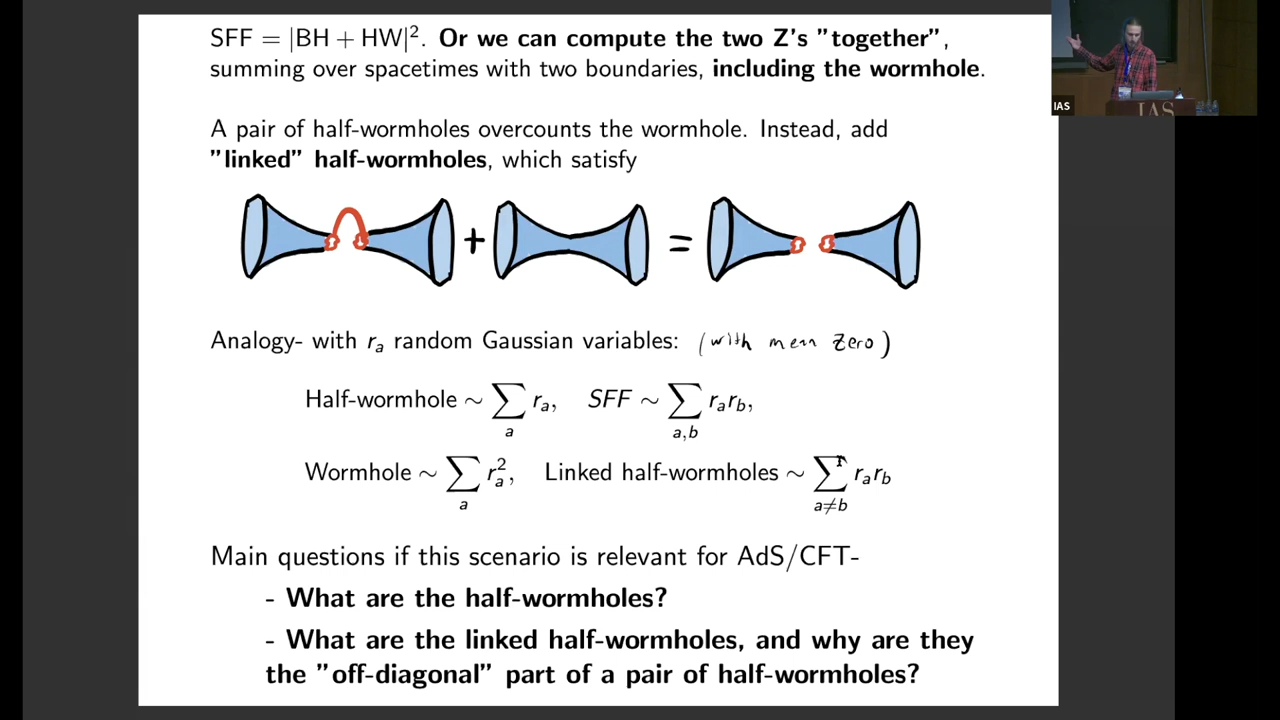 SFF = |BH + HW|². Or we can compute the two Z's "together",
summing over spacetimes with two boundaries, including the wormhole.
A pair of half-wormholes overcounts the wormhole. Instead, add
"linked" half-wormholes, which satisfy
+ =
Analogy- with rₐ random Gaussian variables: (with mean zero)
Half-wormhole ~ ∑ₐ rₐ, SFF ~ ∑_{a,b} rₐr_b,
Wormhole ~ ∑ₐ rₐ², Linked half-wormholes ~ ∑_{a≠b} rₐr_b
Main questions if this scenario is relevant for AdS/CFT-
- What are the half-wormholes?
- What are the linked half-wormholes, and why are they
the "off-diagonal" part of a pair of half-wormholes?
IAS
IAS